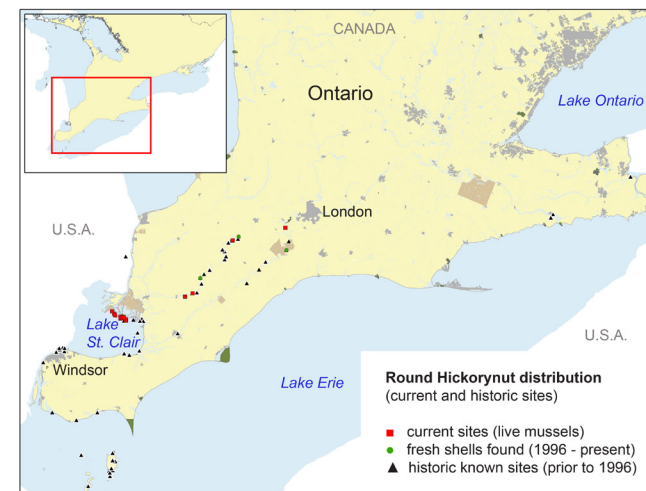 CANADA
Ontario
Lake Ontario
London
U.S.A.
Lake
St. Clair
U.S.A.
Windsor
Lake Erie
Round Hickorynut distribution
(current and historic sites)
current sites (live mussels)
fresh shells found (1996 - present)
historic known sites (prior to 1996)